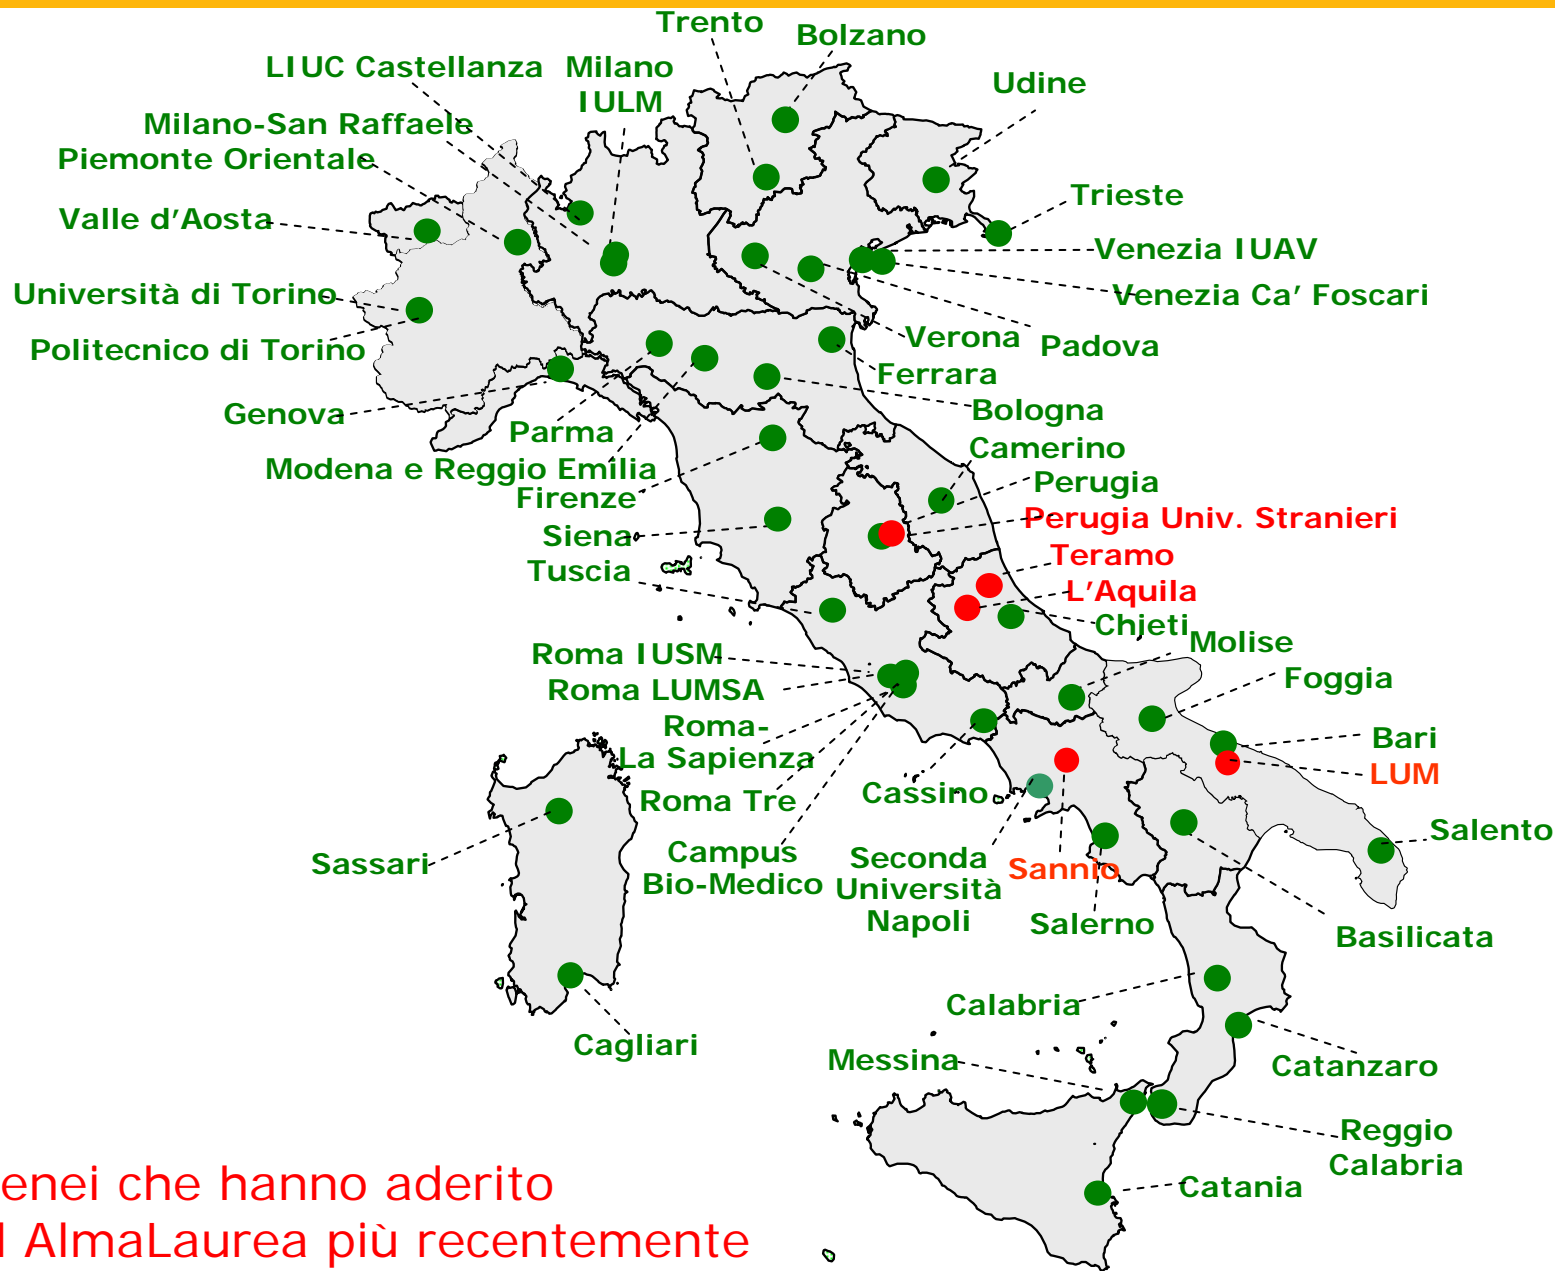 Trento
Bolzano
LIUC Castellanza
Milano
IULM
Udine
Milano-San Raffaele
Piemonte Orientale
Valle d’Aosta
Trieste
Venezia IUAV
Università di Torino
Venezia Ca’ Foscari
Politecnico di Torino
Verona
Padova
Ferrara
Genova
Bologna
Parma
Camerino
Modena e Reggio Emilia
Perugia
Firenze
Perugia Univ. Stranieri
Siena
Teramo
Tuscia
L’Aquila
Chieti
Molise
Roma IUSM
Foggia
Roma LUMSA
Roma-
La Sapienza
Bari
LUM
Roma Tre
Cassino
Salento
Sassari
Campus
Bio-Medico
Seconda
Università
Napoli
Sannio
Salerno
Basilicata
Calabria
Cagliari
Messina
Catanzaro
Reggio
Calabria
Catania
enei che hanno aderito
AlmaLaurea più recentemente